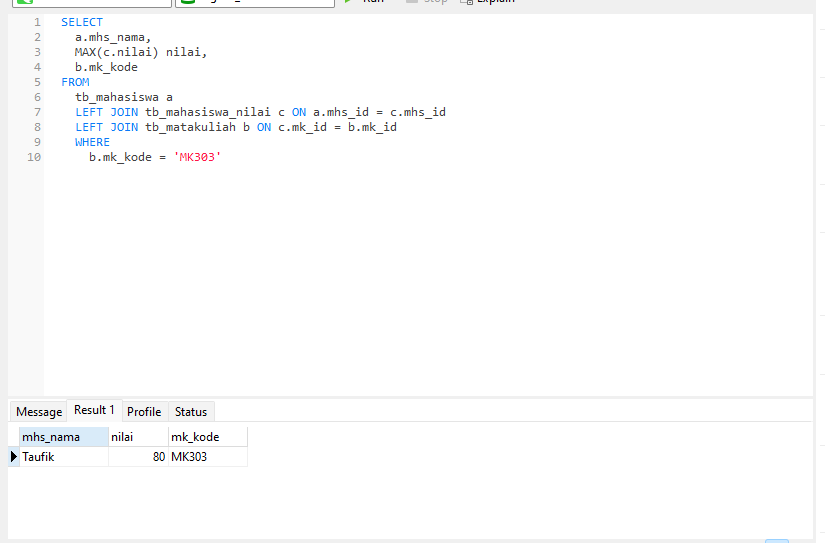 Run Stop Explain
1 SELECT
2 a.mhs_nama,
3 MAX(c.nilai) nilai,
4 b.mk_kode
5 FROM
6 tb_mahasiswa a
7 LEFT JOIN tb_mahasiswa_nilai c ON a.mhs_id = c.mhs_id
8 LEFT JOIN tb_matakuliah b ON c.mk_id = b.mk_id
9 WHERE
10 b.mk_kode = 'MK303'
Message Result 1 Profile Status
mhs_nama nilai mk_kode
Taufik 80 MK303